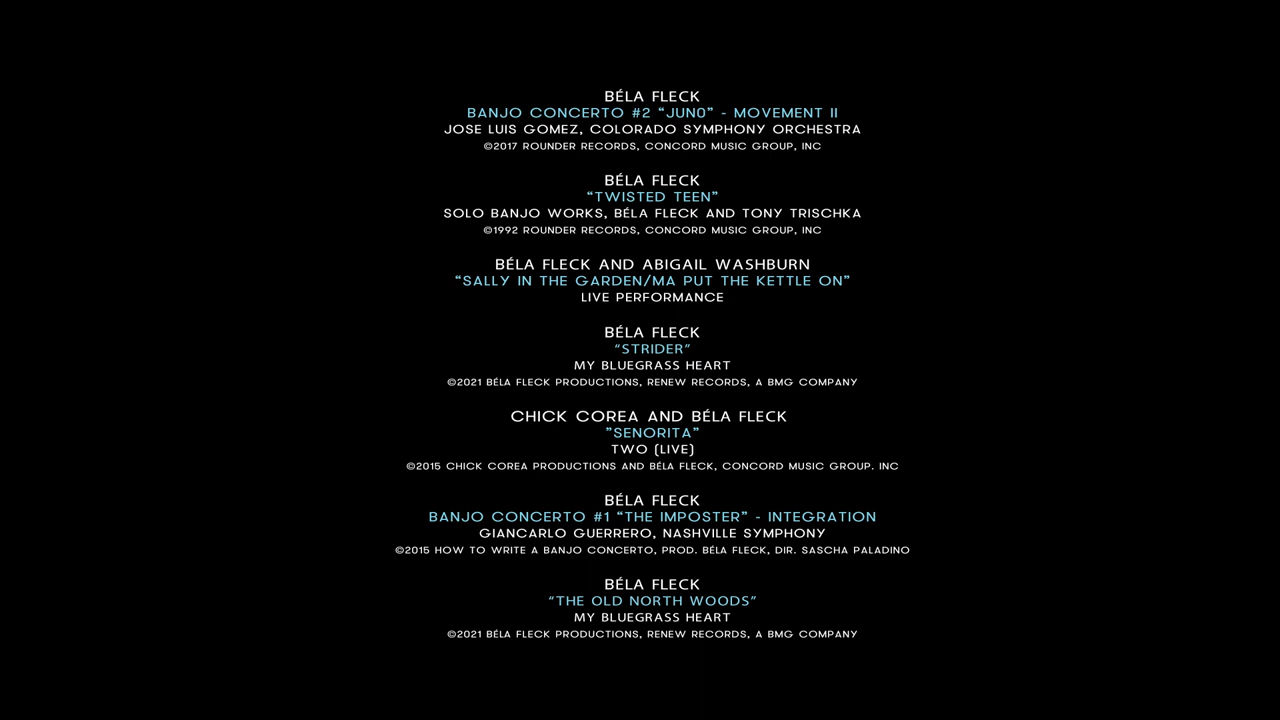 BÉLA FLECK
BANJO CONCERTO #2 “JUNO” - MOVEMENT II
JOSE LUIS GOMEZ, COLORADO SYMPHONY ORCHESTRA
©2017 ROUNDER RECORDS, CONCORD MUSIC GROUP, INC
BÉLA FLECK
“TWISTED TEEN”
SOLO BANJO WORKS, BÉLA FLECK AND TONY TRISCHKA
©1992 ROUNDER RECORDS, CONCORD MUSIC GROUP, INC
BÉLA FLECK AND ABIGAIL WASHBURN
“SALLY IN THE GARDEN/MA PUT THE KETTLE ON”
LIVE PERFORMANCE
BÉLA FLECK
“STRIDER”
MY BLUEGRASS HEART
©2021 BÉLA FLECK PRODUCTIONS, RENEW RECORDS, A BMG COMPANY
CHICK COREA AND BÉLA FLECK
”SENORITA”
TWO (LIVE)
©2015 CHICK COREA PRODUCTIONS AND BÉLA FLECK, CONCORD MUSIC GROUP. INC
BÉLA FLECK
BANJO CONCERTO #1 “THE IMPOSTER” - INTEGRATION
GIANCARLO GUERRERO, NASHVILLE SYMPHONY
©2015 HOW TO WRITE A BANJO CONCERTO, PROD. BÉLA FLECK, DIR. SASCHA PALADINO
BÉLA FLECK
“THE OLD NORTH WOODS”
MY BLUEGRASS HEART
©2021 BÉLA FLECK PRODUCTIONS, RENEW RECORDS, A BMG COMPANY